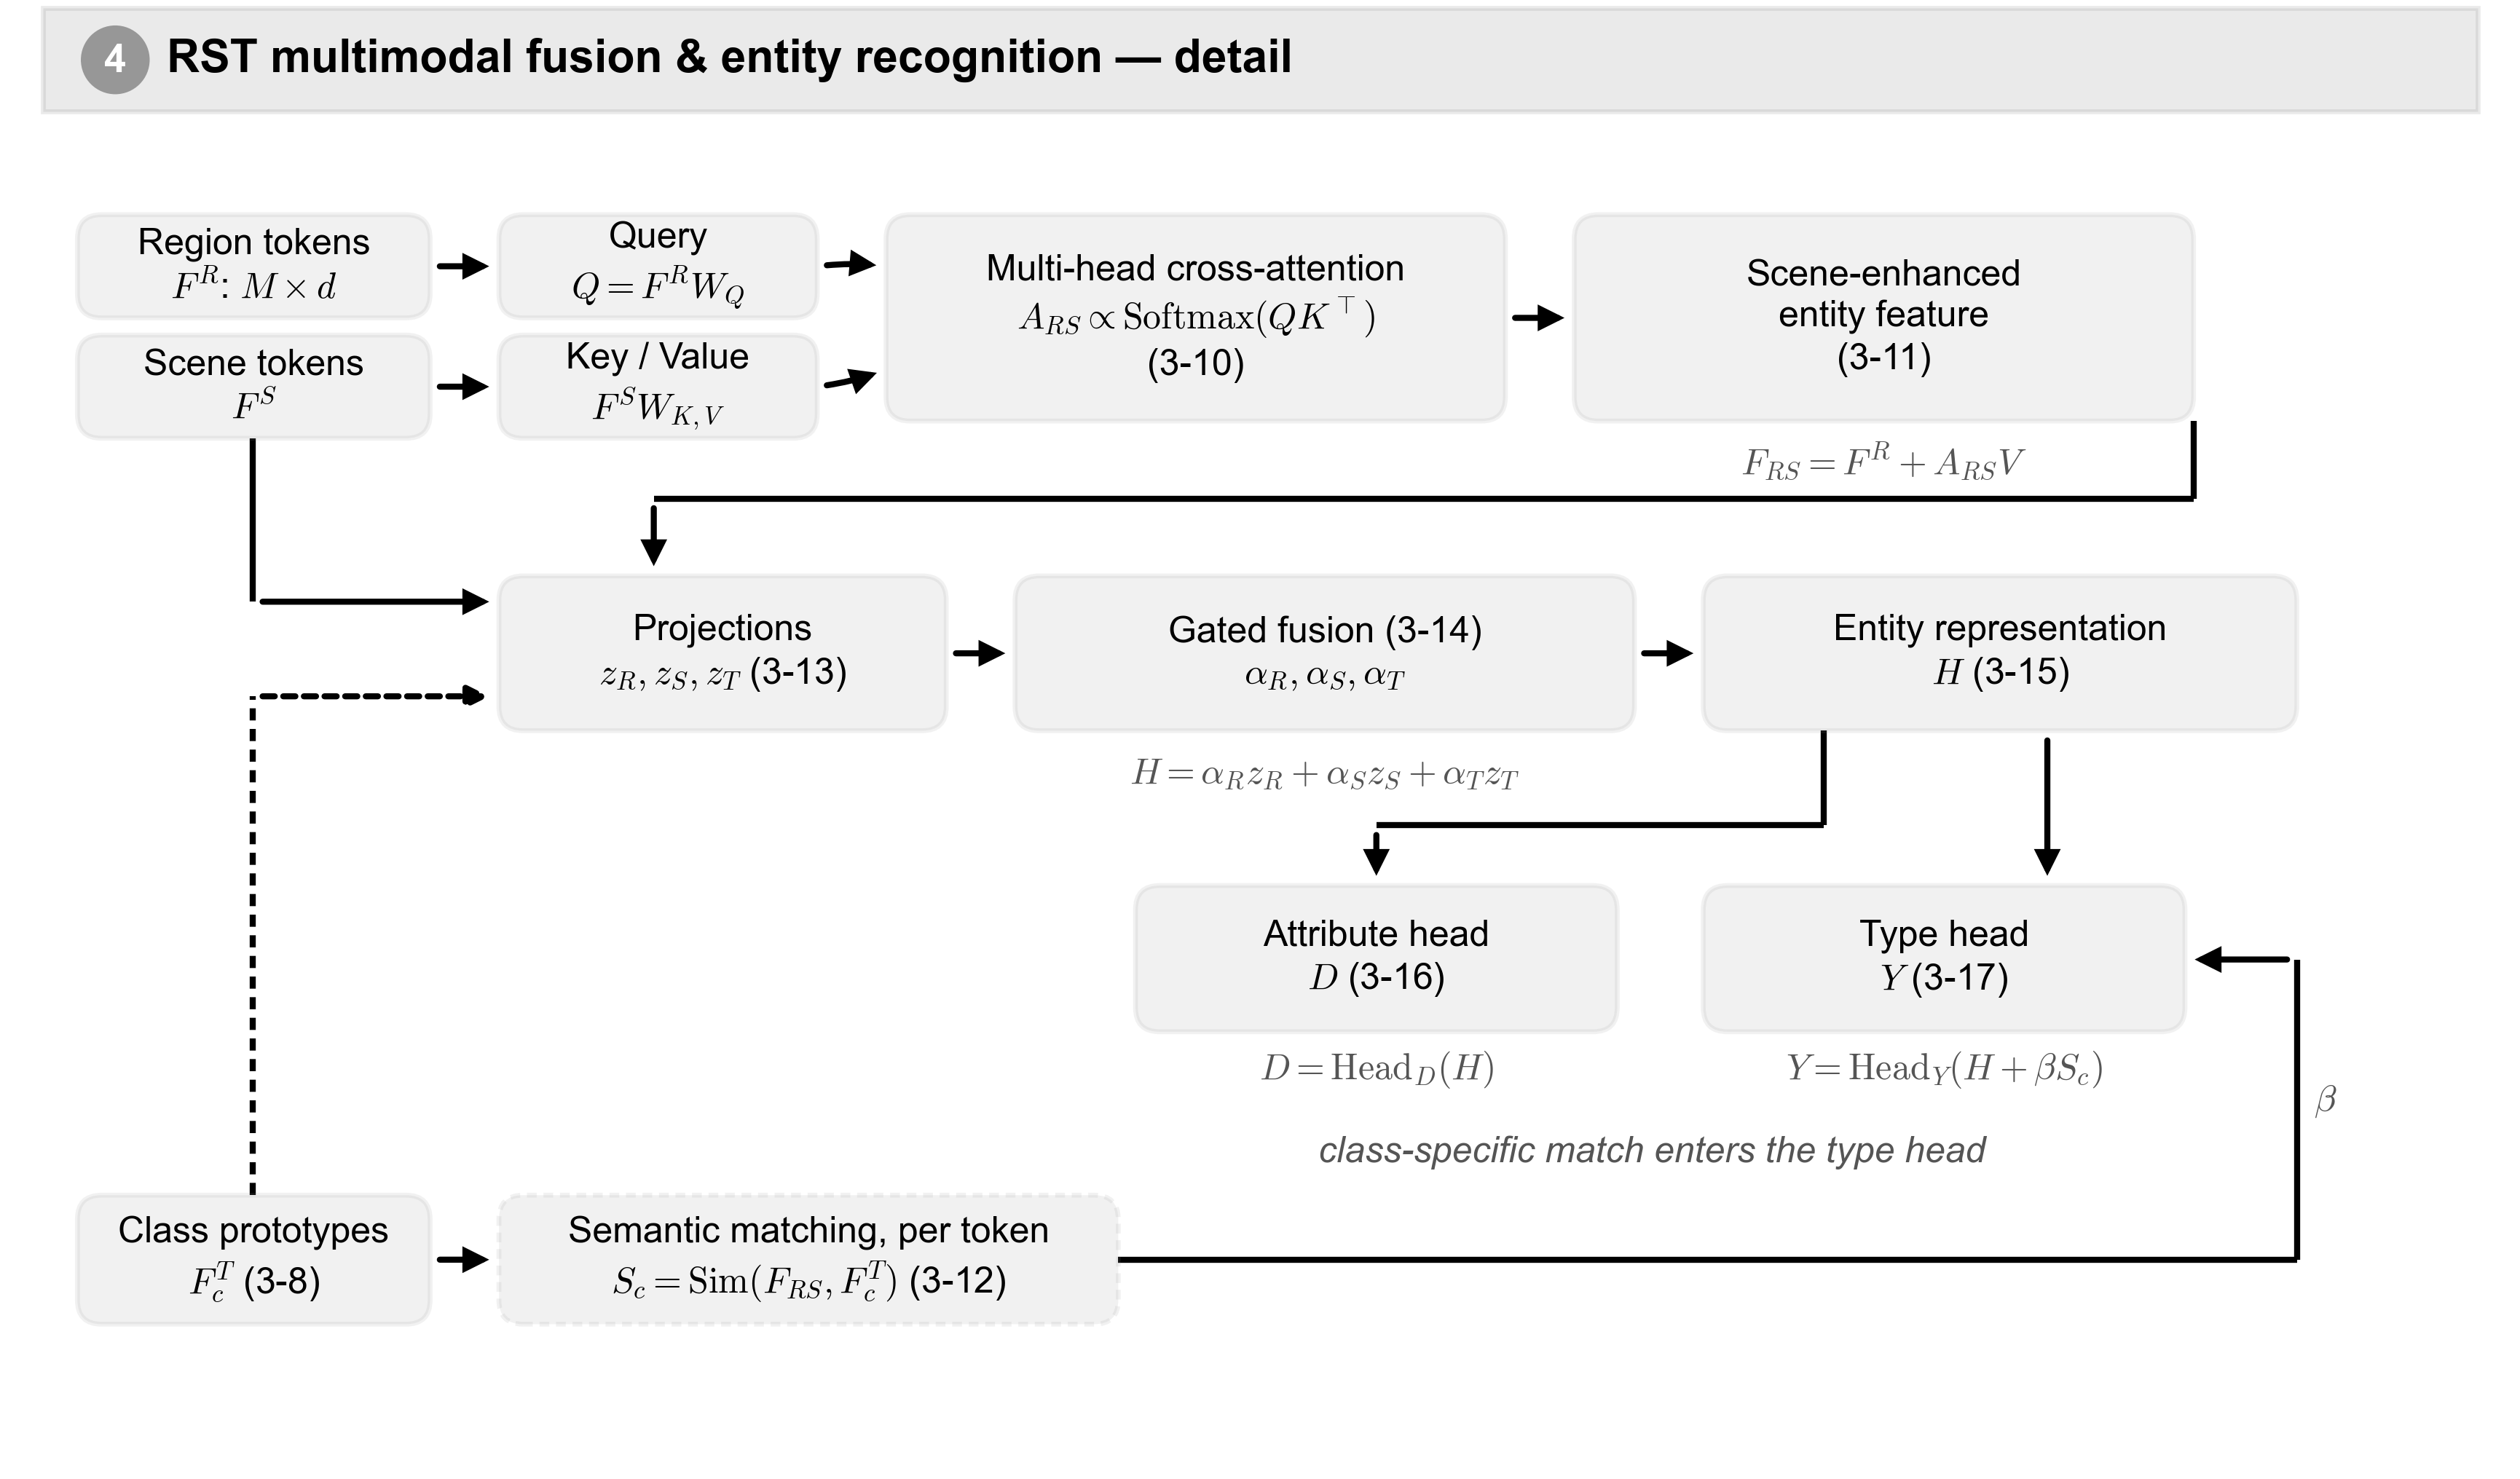 4 RST multimodal fusion & entity recognition — detail
Region tokens
F^R: M × d
Query
Q = F^R W_Q
Multi-head cross-attention
A_RS ∝ Softmax(QK^⊤)
(3-10)
Scene-enhanced
entity feature
(3-11)
Scene tokens
F^S
Key / Value
F^S W_{K,V}
F_RS = F^R + A_RS V
Projections
z_R, z_S, z_T (3-13)
Gated fusion (3-14)
α_R, α_S, α_T
Entity representation
H (3-15)
H = α_R z_R + α_S z_S + α_T z_T
Attribute head
D (3-16)
Type head
Y (3-17)
D = Head_D(H)
Y = Head_Y(H + βS_c)
β
class-specific match enters the type head
Class prototypes
F_c^T (3-8)
Semantic matching, per token
S_c = Sim(F_RS, F_c^T) (3-12)